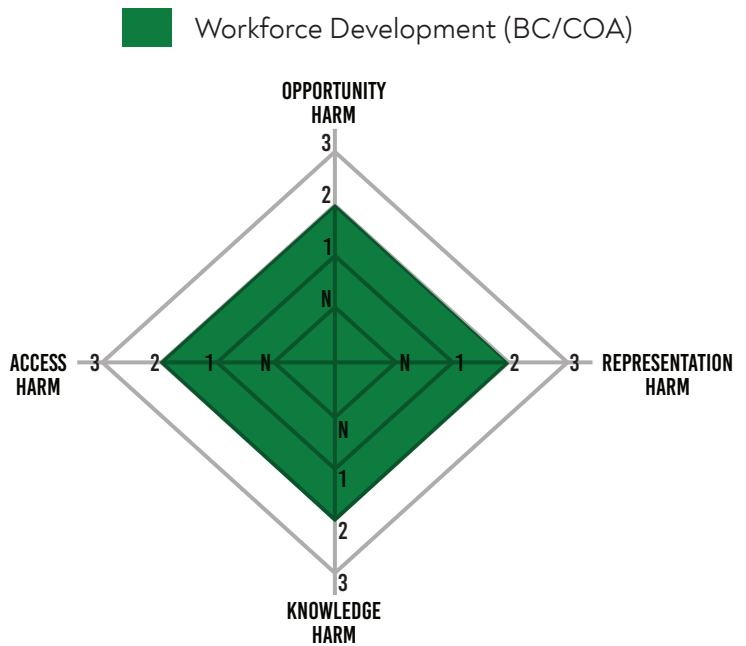 Workforce Development (BC/COA)
OPPORTUNITY
HARM
3
2
1
N
ACCESS
HARM
3 2 1 N N 1 2 3
REPRESENTATION
HARM
N
1
2
3
KNOWLEDGE
HARM